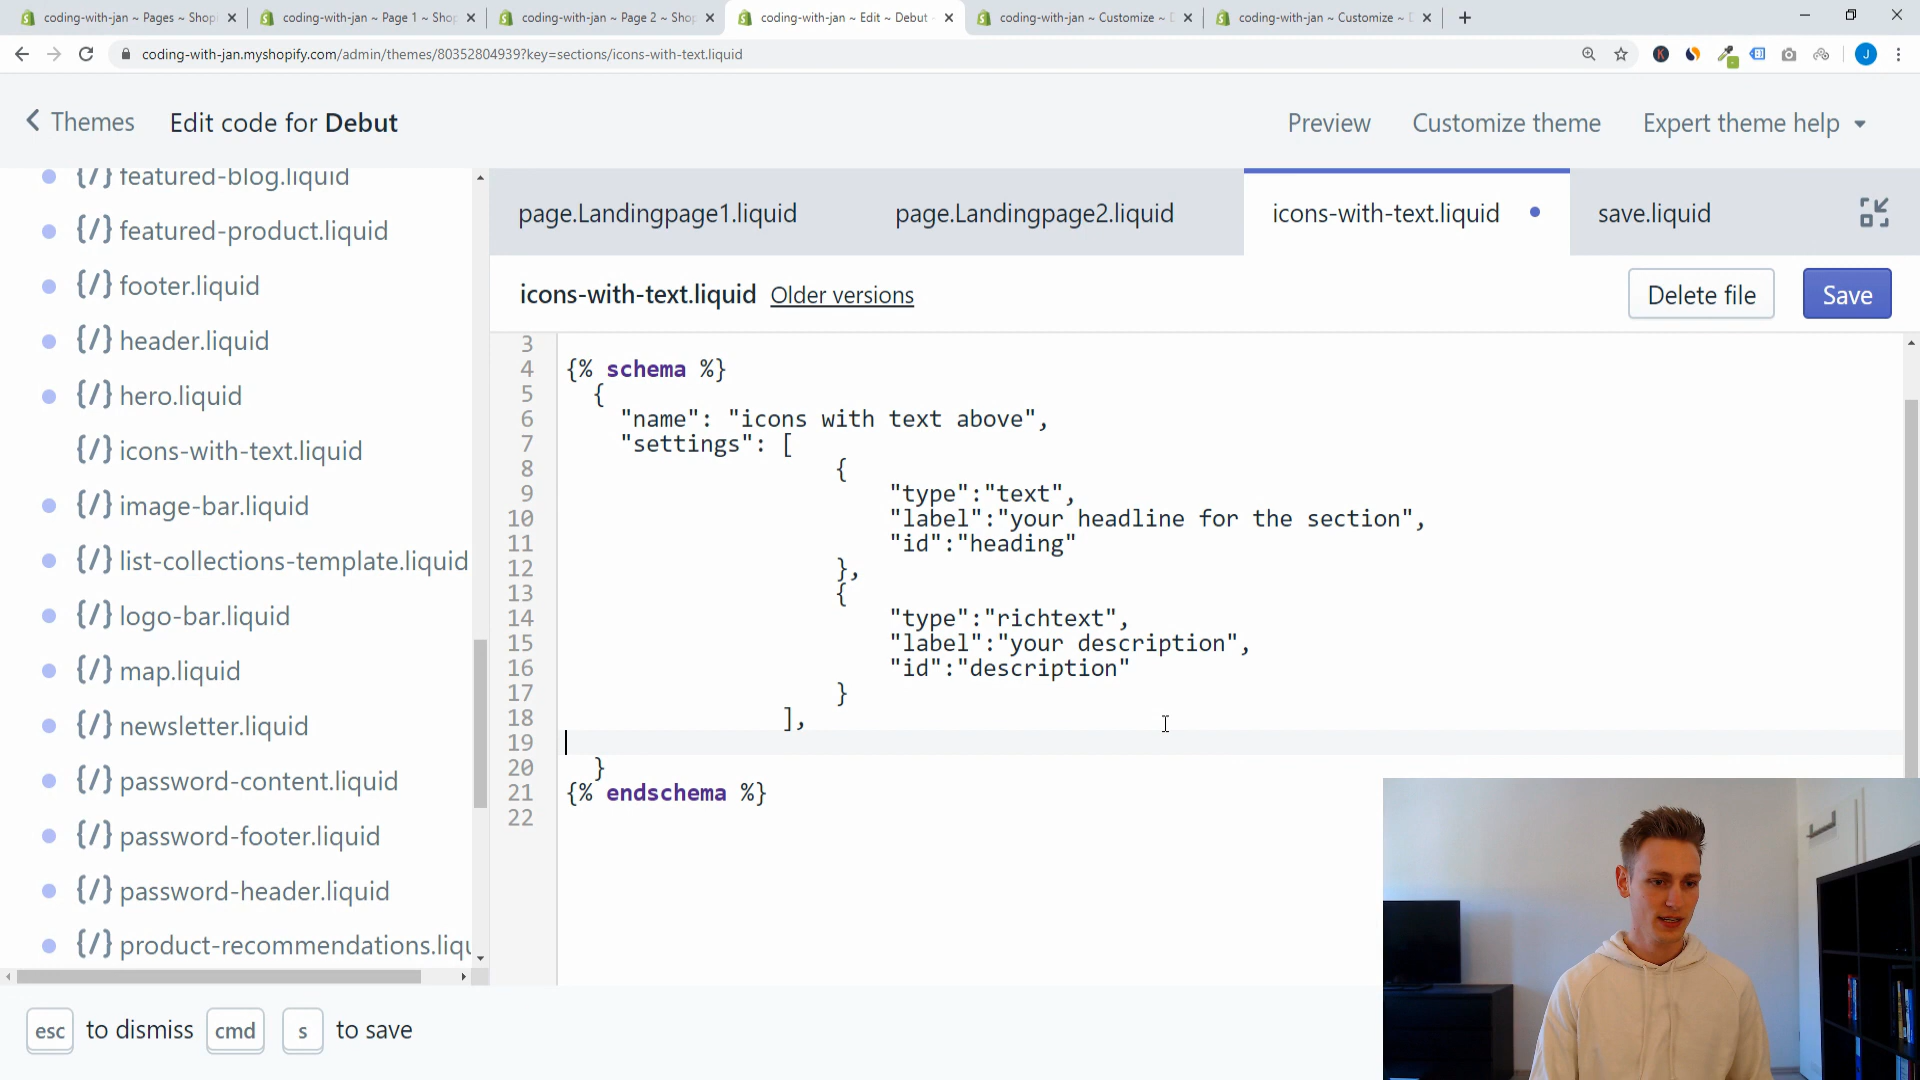 coding-with-jan ~ Pages ~ Shopi
coding-with-jan ~ Page 1 ~ Shop
coding-with-jan ~ Page 2 ~ Shop
coding-with-jan ~ Edit ~ Debut
coding-with-jan ~ Customize ~ D
coding-with-jan ~ Customize ~ D
coding-with-jan.myshopify.com/admin/themes/80352804939?key=sections/icons-with-text.liquid
J
Themes
Edit code for Debut
Preview
Customize theme
Expert theme help
{/} featured-blog.liquid
{/} featured-product.liquid
{/} footer.liquid
{/} header.liquid
{/} hero.liquid
{/} icons-with-text.liquid
{/} image-bar.liquid
{/} list-collections-template.liquid
{/} logo-bar.liquid
{/} map.liquid
{/} newsletter.liquid
{/} password-content.liquid
{/} password-footer.liquid
{/} password-header.liquid
{/} product-recommendations.liqu
page.Landingpage1.liquid
page.Landingpage2.liquid
icons-with-text.liquid
save.liquid
icons-with-text.liquid Older versions
Delete file
Save
3
4 {% schema %}
5 {
6 "name": "icons with text above",
7 "settings": [
8 {
9 "type":"text",
10 "label":"your headline for the section",
11 "id":"heading"
12 },
13 {
14 "type":"richtext",
15 "label":"your description",
16 "id":"description"
17 }
18 ],
19
20 }
21 {% endschema %}
22
esc to dismiss cmd s to save